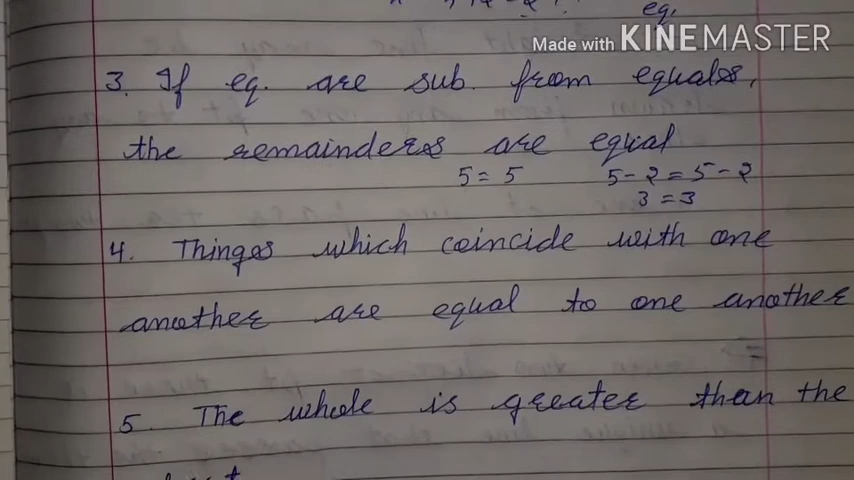 eq.
Made with KINEMASTER
3. If eq. are sub. from equals,
the remainders are equal
5 = 5 5 - 2 = 5 - 2
3 = 3
4. Things which coincide with one
another are equal to one another
5. The whole is greater than the